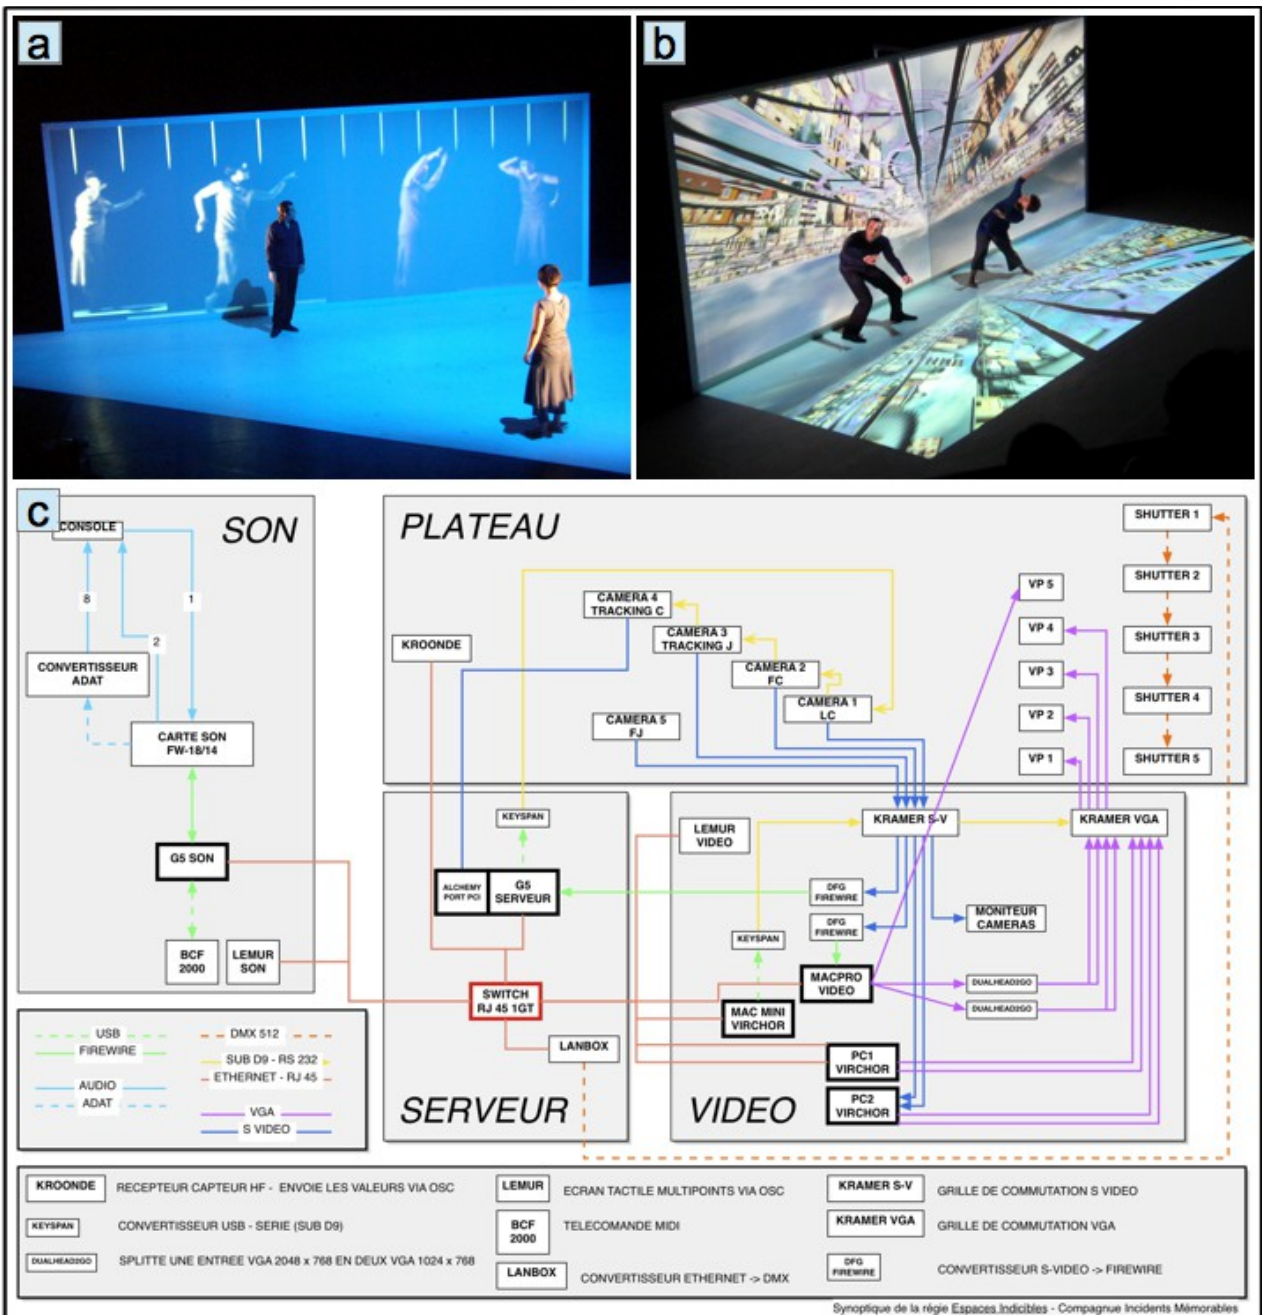 a
b
c
SON
CONSOLE
8
1
2
CONVERTISSEUR
ADAT
CARTE SON
FW-18/14
G5 SON
BCF
2000
LEMUR
SON
PLATEAU
KROONDE
CAMERA 4
TRACKING C
CAMERA 3
TRACKING J
CAMERA 2
FC
CAMERA 1
LC
CAMERA 5
FJ
VP 5
VP 4
VP 3
VP 2
VP 1
SHUTTER 1
SHUTTER 2
SHUTTER 3
SHUTTER 4
SHUTTER 5
KEYSPAN
ALCHEMY
PORT PCI
G5
SERVEUR
SWITCH
RJ 45 1GT
LANBOX
SERVEUR
LEMUR
VIDEO
KRAMER S-V
KRAMER VGA
DFG
FIREWIRE
DFG
FIREWIRE
MONITEUR
CAMERAS
KEYSPAN
MACPRO
VIDEO
DUALHEAD2GO
DUALHEAD2GO
MAC MINI
VIRCHOR
PC1
VIRCHOR
PC2
VIRCHOR
VIDEO
USB
FIREWIRE
AUDIO
ADAT
DMX 512
SUB D9 - RS 232
ETHERNET - RJ 45
VGA
S VIDEO
KROONDE RECEPTEUR CAPTEUR HF - ENVOIE LES VALEURS VIA OSC
KEYSPAN CONVERTISSEUR USB - SERIE (SUB D9)
DUALHEAD2GO SPLITTE UNE ENTREE VGA 2048 x 768 EN DEUX VGA 1024 x 768
LEMUR ECRAN TACTILE MULTIPOINTS VIA OSC
BCF
2000 TELECOMANDE MIDI
LANBOX CONVERTISSEUR ETHERNET -> DMX
KRAMER S-V GRILLE DE COMMUTATION S VIDEO
KRAMER VGA GRILLE DE COMMUTATION VGA
DFG
FIREWIRE CONVERTISSEUR S-VIDEO -> FIREWIRE
Synoptique de la régie Espaces Indicibles - Compagnue Incidents Mémorables